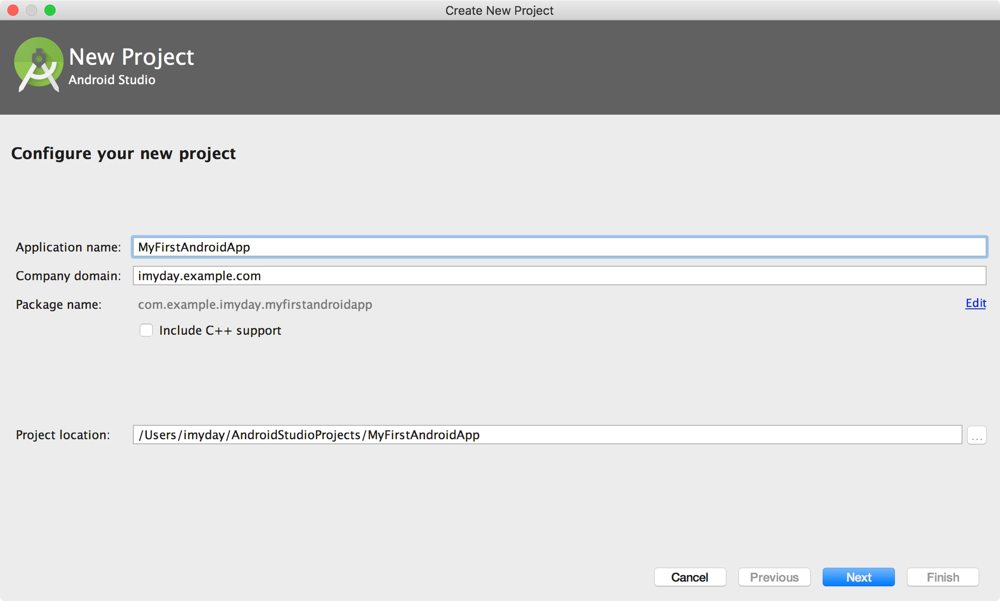 Create New Project
New Project
Android Studio
Configure your new project
Application name: MyFirstAndroidApp
Company domain: imyday.example.com
Package name: com.example.imyday.myfirstandroidapp Edit
Include C++ support
Project location: /Users/imyday/AndroidStudioProjects/MyFirstAndroidApp ...
Cancel Previous Next Finish